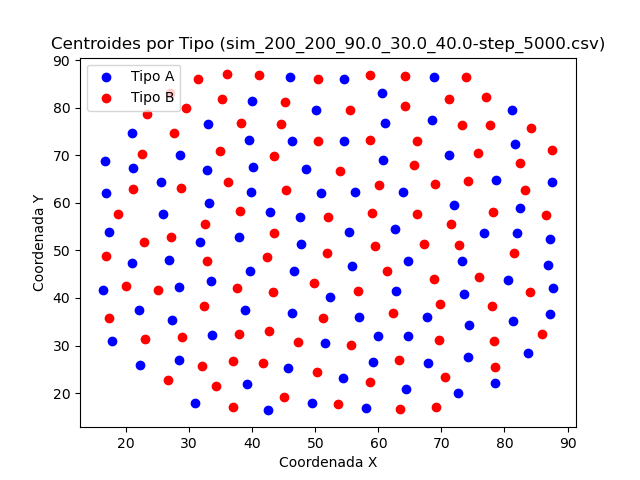 Centroides por Tipo (sim_200_200_90.0_30.0_40.0-step_5000.csv)
Tipo A
Tipo B
90
80
70
60
50
40
30
20
Coordenada Y
20 30 40 50 60 70 80 90
Coordenada X